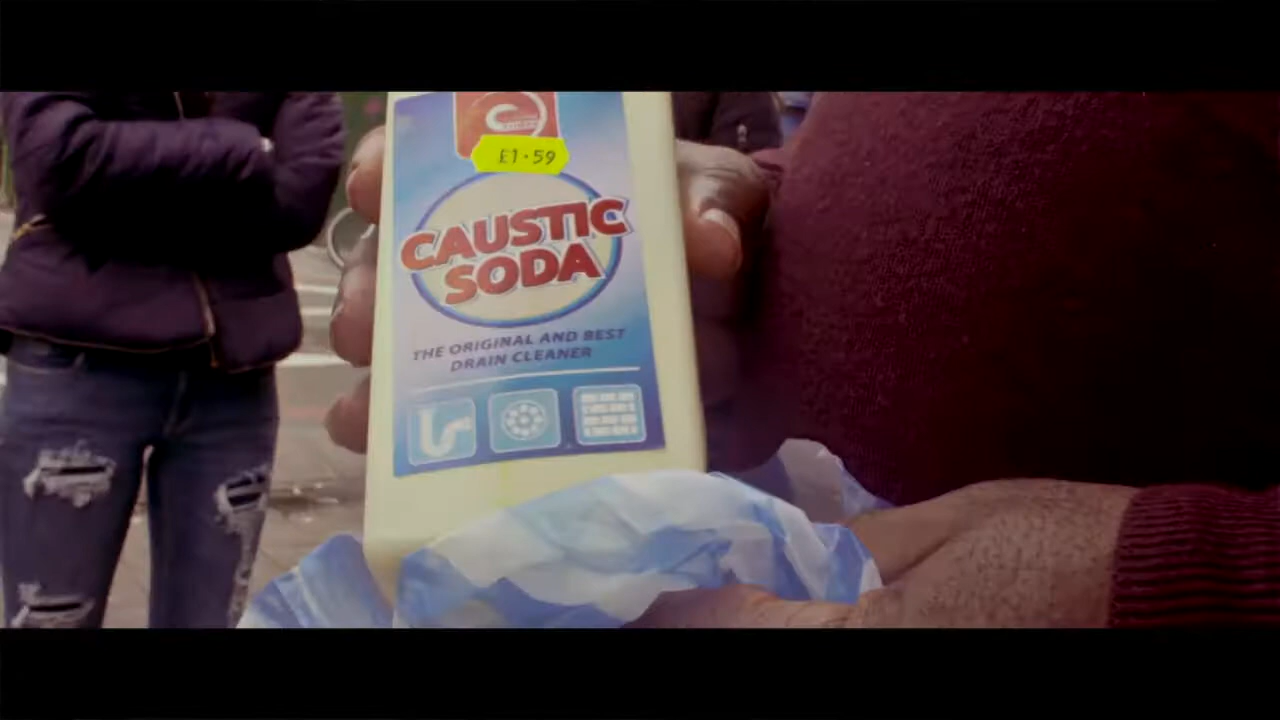 £1·59
CAUSTIC
SODA
THE ORIGINAL AND BEST
DRAIN CLEANER